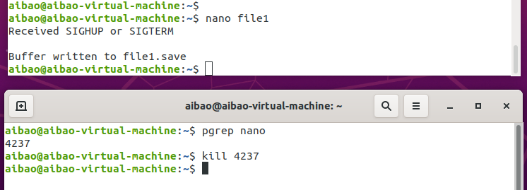 aibao@aibao-virtual-machine:~$
aibao@aibao-virtual-machine:~$ nano file1
Received SIGHUP or SIGTERM
Buffer written to file1.save
aibao@aibao-virtual-machine:~$
aibao@aibao-virtual-machine: ~
aibao@aibao-virtual-machine:~$ pgrep nano
4237
aibao@aibao-virtual-machine:~$ kill 4237
aibao@aibao-virtual-machine:~$